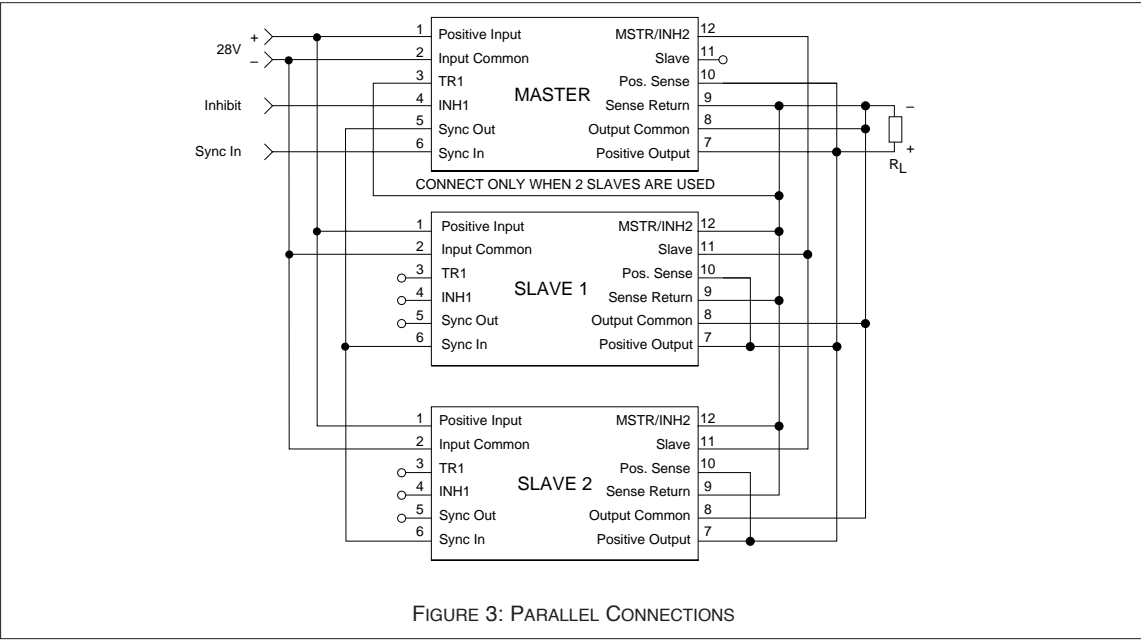 28V
+
–
Inhibit
Sync In
1 Positive Input MSTR/INH2 12
2 Input Common Slave 11
3 TR1 Pos. Sense 10
4 INH1 MASTER Sense Return 9
5 Sync Out Output Common 8
6 Sync In Positive Output 7
–
+
RL
CONNECT ONLY WHEN 2 SLAVES ARE USED
1 Positive Input MSTR/INH2 12
2 Input Common Slave 11
3 TR1 Pos. Sense 10
4 INH1 SLAVE 1 Sense Return 9
5 Sync Out Output Common 8
6 Sync In Positive Output 7
1 Positive Input MSTR/INH2 12
2 Input Common Slave 11
3 TR1 Pos. Sense 10
4 INH1 SLAVE 2 Sense Return 9
5 Sync Out Output Common 8
6 Sync In Positive Output 7
FIGURE 3: PARALLEL CONNECTIONS